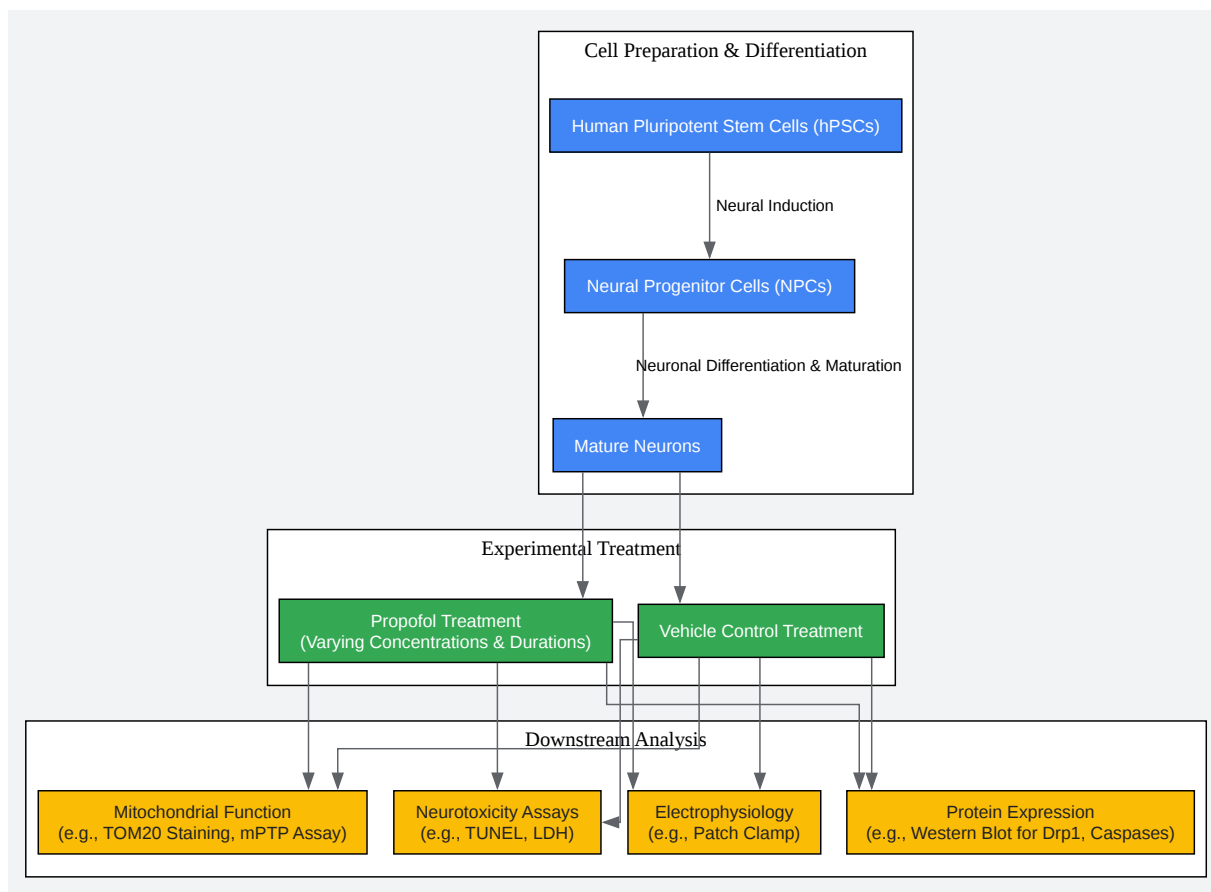 Cell Preparation & Differentiation
Human Pluripotent Stem Cells (hPSCs)
Neural Induction
Neural Progenitor Cells (NPCs)
Neuronal Differentiation & Maturation
Mature Neurons
Experimental Treatment
Propofol Treatment
(Varying Concentrations & Durations)
Vehicle Control Treatment
Downstream Analysis
Mitochondrial Function
(e.g., TOM20 Staining, mPTP Assay)
Neurotoxicity Assays
(e.g., TUNEL, LDH)
Electrophysiology
(e.g., Patch Clamp)
Protein Expression
(e.g., Western Blot for Drp1, Caspases)